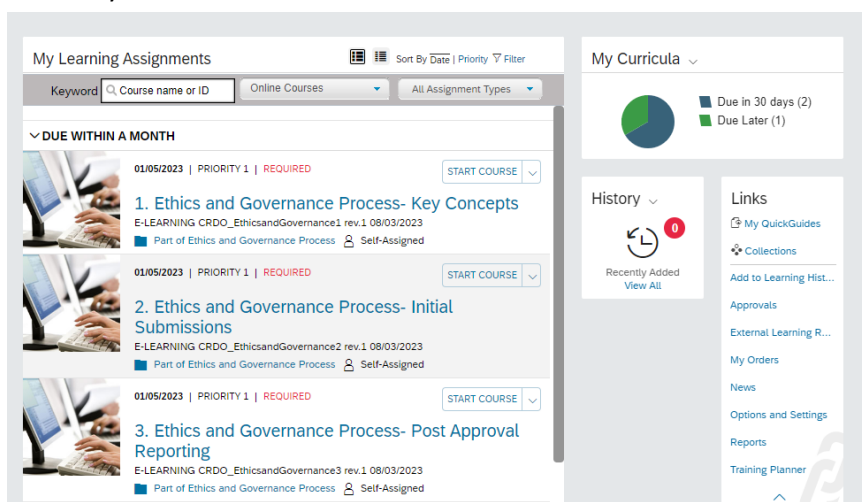 My Learning Assignments
Sort By Date | Priority Filter
Keyword Course name or ID Online Courses All Assignment Types
DUE WITHIN A MONTH
01/05/2023 | PRIORITY 1 | REQUIRED
START COURSE
1. Ethics and Governance Process- Key Concepts
E-LEARNING CRDO_EthicsandGovernance1 rev.1 08/03/2023
Part of Ethics and Governance Process Self-Assigned
01/05/2023 | PRIORITY 1 | REQUIRED
START COURSE
2. Ethics and Governance Process- Initial
Submissions
E-LEARNING CRDO_EthicsandGovernance2 rev.1 08/03/2023
Part of Ethics and Governance Process Self-Assigned
01/05/2023 | PRIORITY 1 | REQUIRED
START COURSE
3. Ethics and Governance Process- Post Approval
Reporting
E-LEARNING CRDO_EthicsandGovernance3 rev.1 08/03/2023
Part of Ethics and Governance Process Self-Assigned
My Curricula
Due in 30 days (2)
Due Later (1)
History
0
Recently Added
View All
Links
My QuickGuides
Collections
Add to Learning Hist...
Approvals
External Learning R...
My Orders
News
Options and Settings
Reports
Training Planner